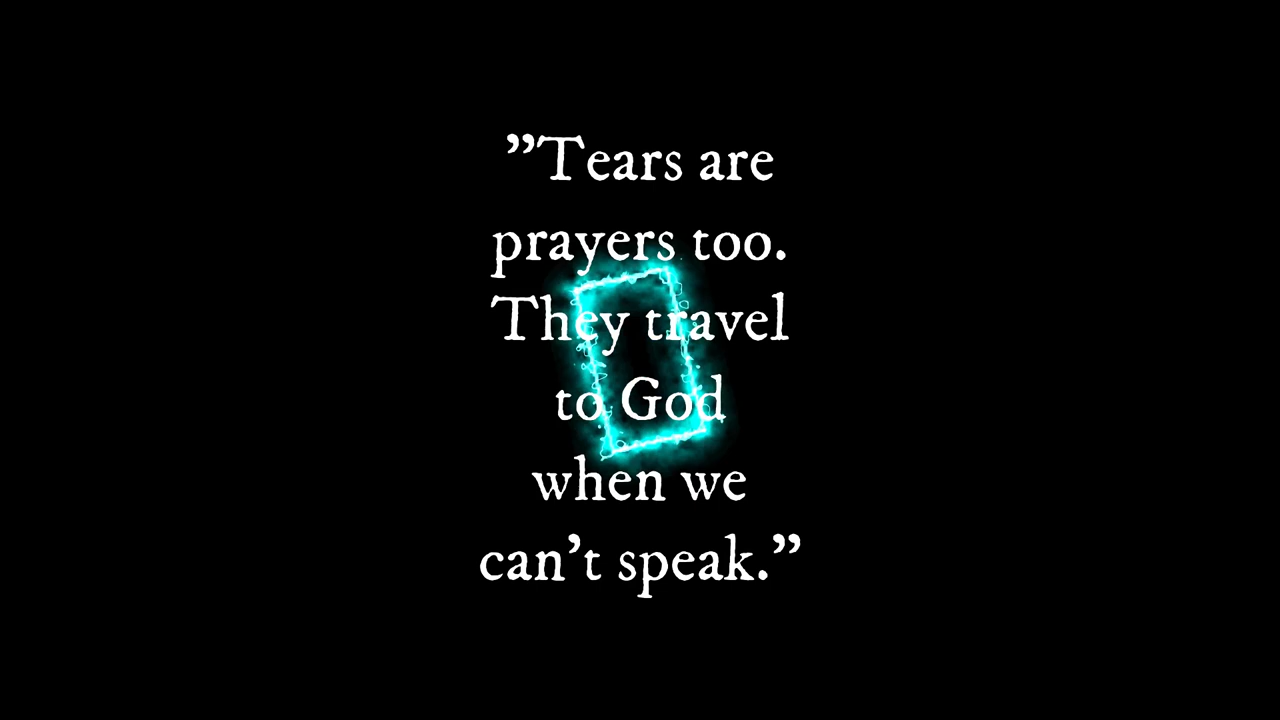 ”Tears are
prayers too.
They travel
to God
when we
can’t speak.”